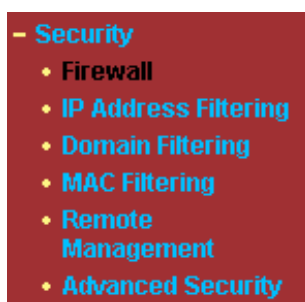 – Security
• Firewall
• IP Address Filtering
• Domain Filtering
• MAC Filtering
• Remote
Management
• Advanced Security